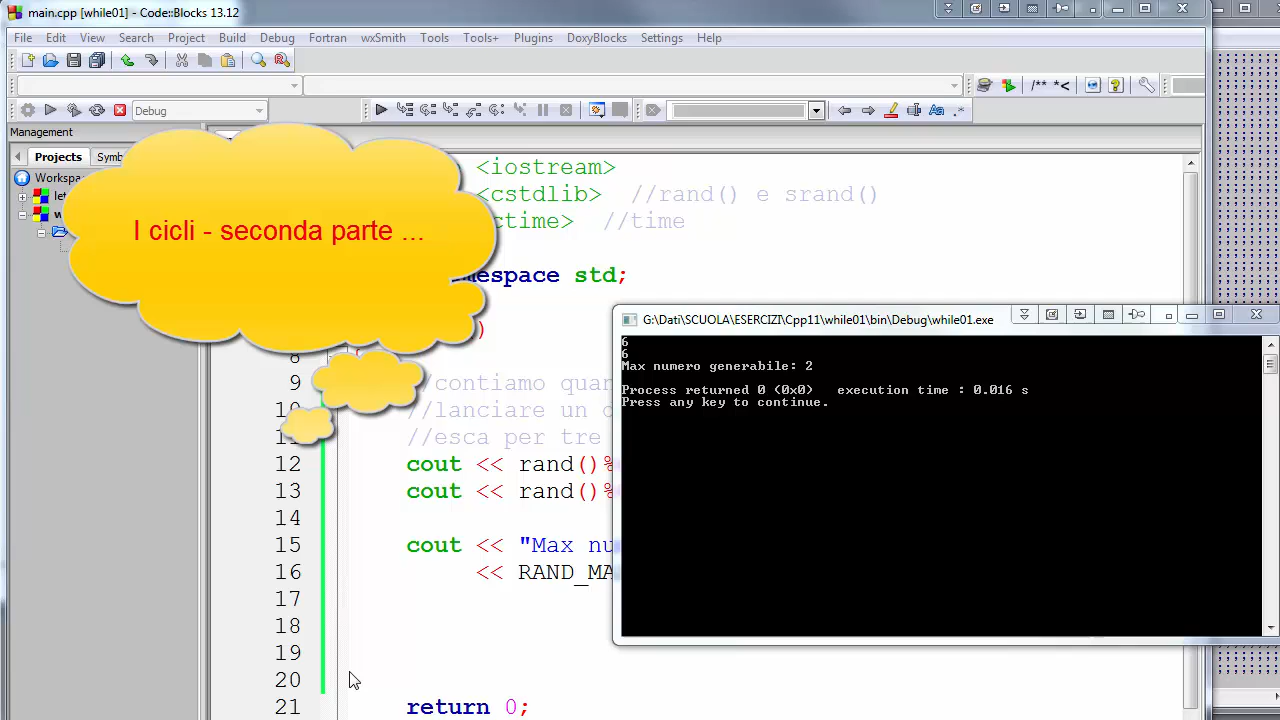 main.cpp [while01] - Code::Blocks 13.12
File Edit View Search Project Build Debug Fortran wxSmith Tools Tools+ Plugins DoxyBlocks Settings Help
/** *<
Debug
Management
Projects Symb
Workspa
I cicli - seconda parte ...
<iostream>
<cstdlib> //rand() e srand()
ctime> //time
espace std;
)
8
9 /contiamo quan
10 //lanciare un d
//esca per tre
12 cout << rand()%
13 cout << rand()%
14
15 cout << "Max nu
16 << RAND_MA
17
18
19
20
21 return 0;
G:\Dati\SCUOLA\ESERCIZI\Cpp11\while01\bin\Debug\while01.exe
6
6
Max numero generabile: 2
Process returned 0 (0x0) execution time : 0.016 s
Press any key to continue.